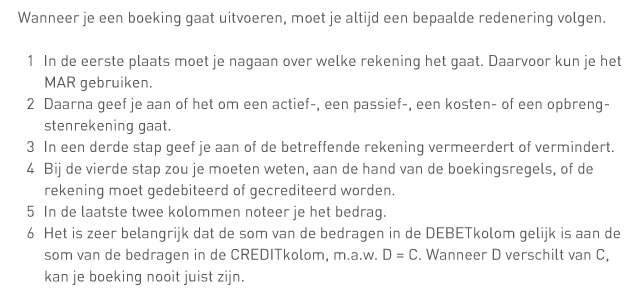 Wanneer je een boeking gaat uitvoeren, moet je altijd een bepaalde redenering volgen.
1 In de eerste plaats moet je nagaan over welke rekening het gaat. Daarvoor kun je het
MAR gebruiken.
2 Daarna geef je aan of het om een actief-, een passief-, een kosten- of een opbreng-
stenrekening gaat.
3 In een derde stap geef je aan of de betreffende rekening vermeerdert of vermindert.
4 Bij de vierde stap zou je moeten weten, aan de hand van de boekingsregels, of de
rekening moet gedebiteerd of gecrediteerd worden.
5 In de laatste twee kolommen noteer je het bedrag.
6 Het is zeer belangrijk dat de som van de bedragen in de DEBETkolom gelijk is aan de
som van de bedragen in de CREDITkolom, m.a.w. D = C. Wanneer D verschilt van C,
kan je boeking nooit juist zijn.